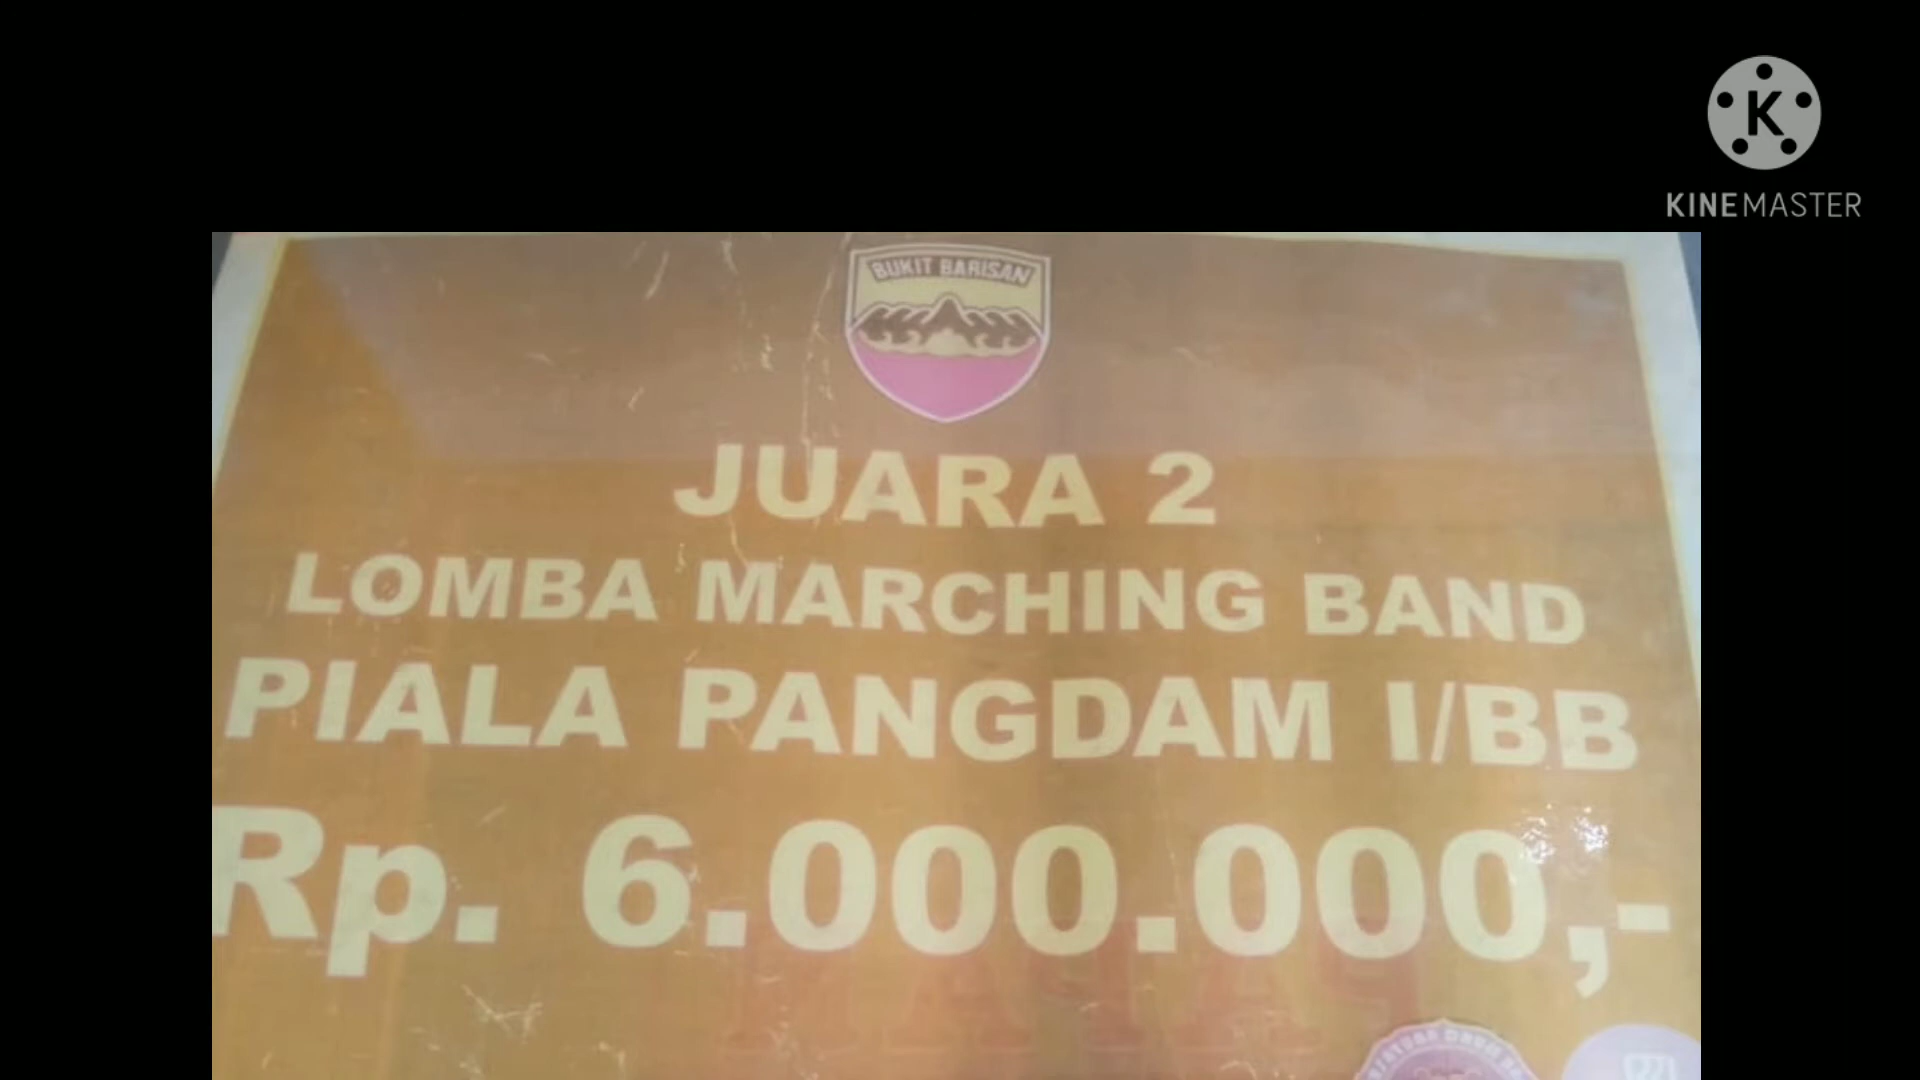 KINEMASTER
BUKIT BARISAN
JUARA 2
LOMBA MARCHING BAND
PIALA PANGDAM I/BB
Rp. 6.000.000,-